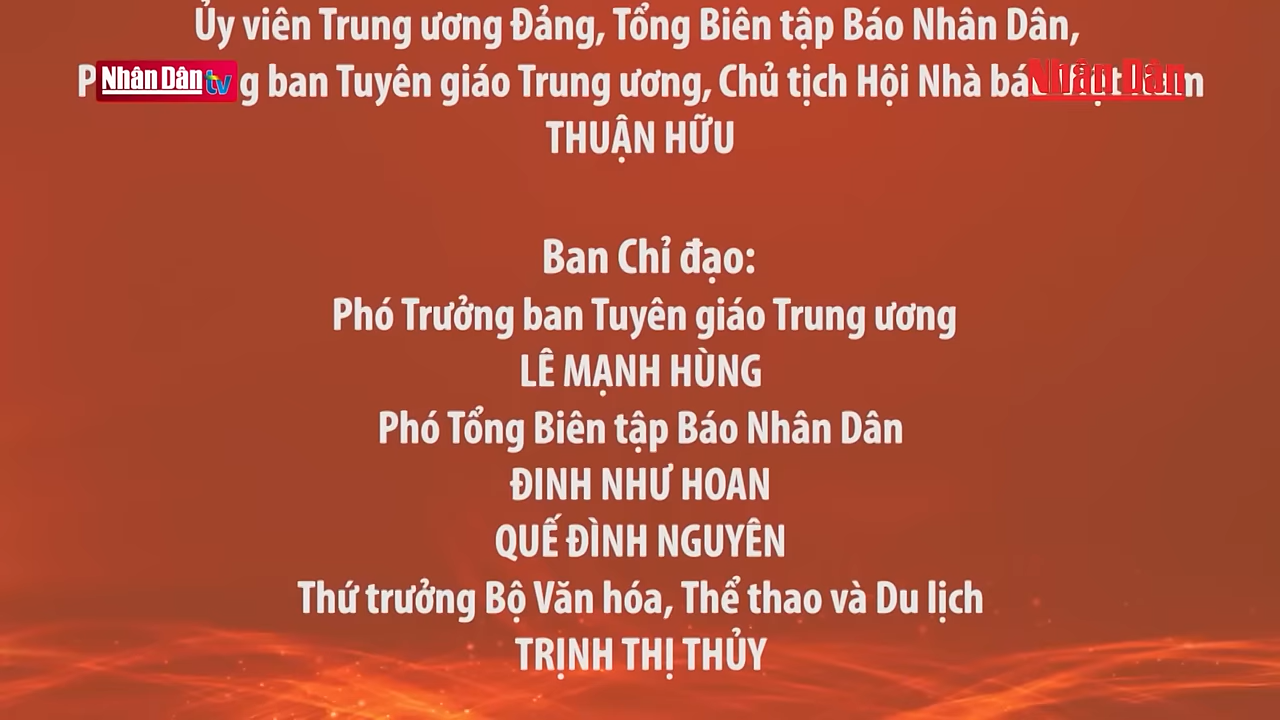 Ủy viên Trung ương Đảng, Tổng Biên tập Báo Nhân Dân,
Nhân Dân tv
ban Tuyên giáo Trung ương, Chủ tịch Hội Nhà
Nhân Dân
THUẬN HỮU
Ban Chỉ đạo:
Phó Trưởng ban Tuyên giáo Trung ương
LÊ MẠNH HÙNG
Phó Tổng Biên tập Báo Nhân Dân
ĐINH NHƯ HOAN
QUẾ ĐÌNH NGUYÊN
Thứ trưởng Bộ Văn hóa, Thể thao và Du lịch
TRỊNH THỊ THỦY